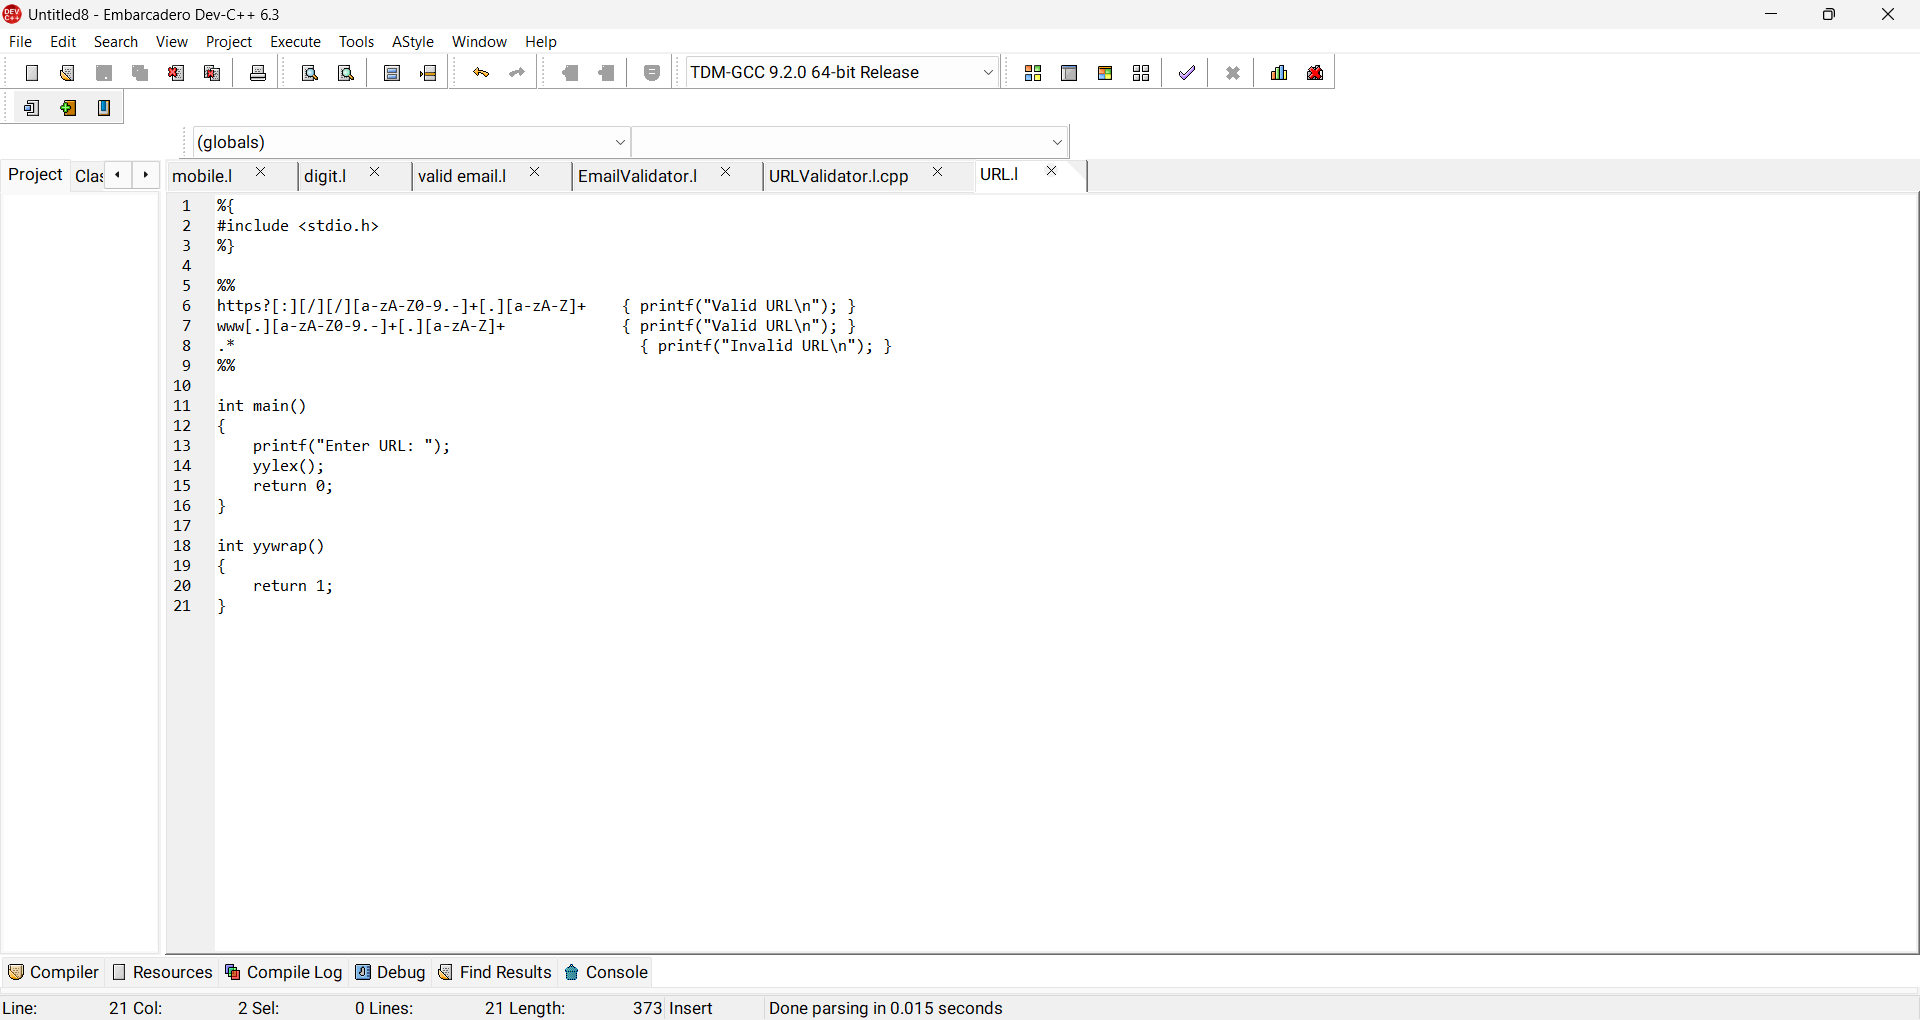 Untitled8 - Embarcadero Dev-C++ 6.3
File Edit Search View Project Execute Tools AStyle Window Help
TDM-GCC 9.2.0 64-bit Release
(globals)
Project Clas mobile.l digit.l valid email.l EmailValidator.l URLValidator.l.cpp URL.l
1 %{
2 #include <stdio.h>
3 %}
4
5 %%
6 https?[:][/][/][a-zA-Z0-9.-]+[.][a-zA-Z]+    { printf("Valid URL\n"); }
7 www[.][a-zA-Z0-9.-]+[.][a-zA-Z]+             { printf("Valid URL\n"); }
8 .*                                             { printf("Invalid URL\n"); }
9 %%
10
11 int main()
12 {
13     printf("Enter URL: ");
14     yylex();
15     return 0;
16 }
17
18 int yywrap()
19 {
20     return 1;
21 }
Compiler Resources Compile Log Debug Find Results Console
Line: 21 Col: 2 Sel: 0 Lines: 21 Length: 373 Insert Done parsing in 0.015 seconds